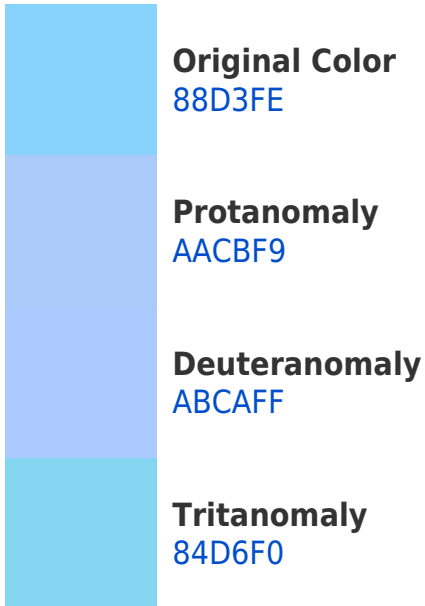 Original Color
88D3FE
Protanomaly
AACBF9
Deuteranomaly
ABCAFF
Tritanomaly
84D6F0